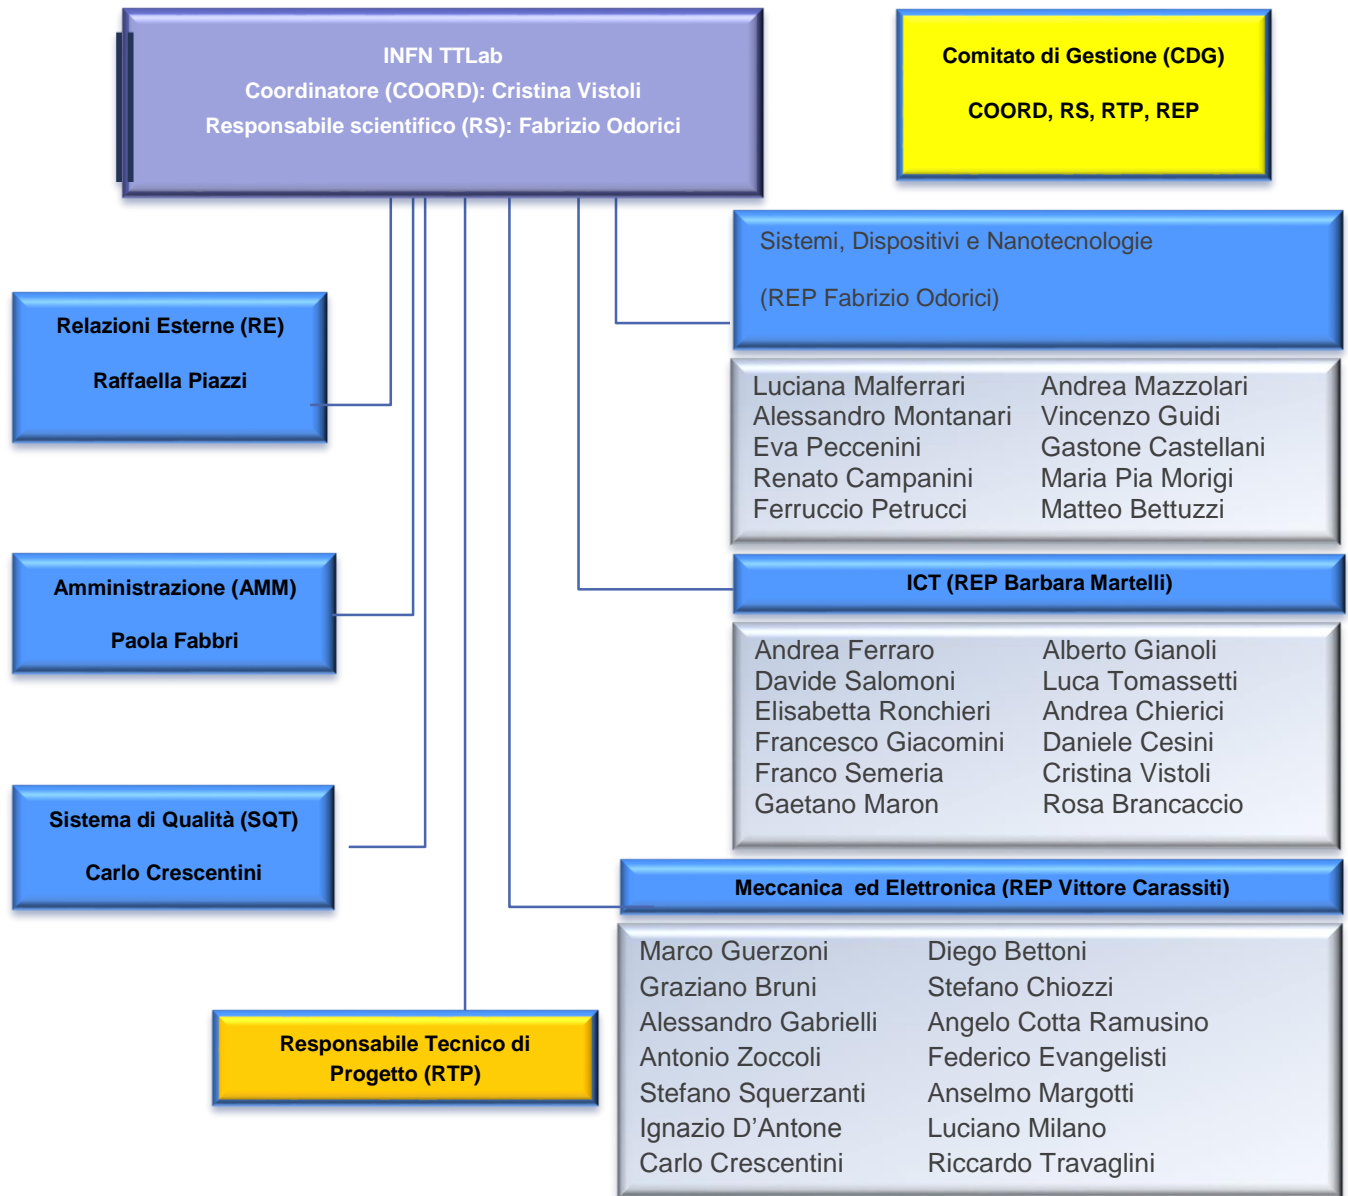 INFN TTLab
Coordinatore (COORD): Cristina Vistoli
Responsabile scientifico (RS): Fabrizio Odorici
Comitato di Gestione (CDG)
COORD, RS, RTP, REP
Relazioni Esterne (RE)
Raffaella Piazzi
Amministrazione (AMM)
Paola Fabbri
Sistema di Qualità (SQT)
Carlo Crescentini
Responsabile Tecnico di
Progetto (RTP)
Sistemi, Dispositivi e Nanotecnologie
(REP Fabrizio Odorici)
Luciana Malferrari Andrea Mazzolari
Alessandro Montanari Vincenzo Guidi
Eva Peccenini Gastone Castellani
Renato Campanini Maria Pia Morigi
Ferruccio Petrucci Matteo Bettuzzi
ICT (REP Barbara Martelli)
Andrea Ferraro Alberto Gianoli
Davide Salomoni Luca Tomassetti
Elisabetta Ronchieri Andrea Chierici
Francesco Giacomini Daniele Cesini
Franco Semeria Cristina Vistoli
Gaetano Maron Rosa Brancaccio
Meccanica ed Elettronica (REP Vittore Carassiti)
Marco Guerzoni Diego Bettoni
Graziano Bruni Stefano Chiozzi
Alessandro Gabrielli Angelo Cotta Ramusino
Antonio Zoccoli Federico Evangelisti
Stefano Squerzanti Anselmo Margotti
Ignazio D’Antone Luciano Milano
Carlo Crescentini Riccardo Travaglini